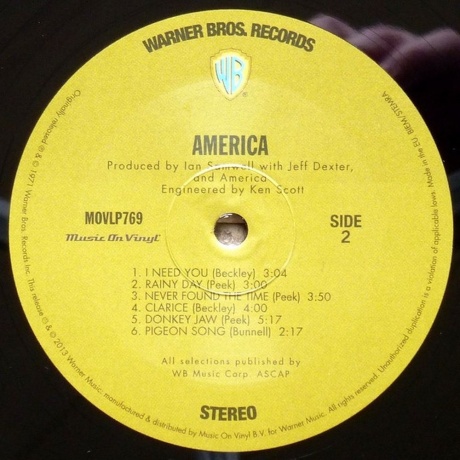 WARNER BROS. RECORDS
WB
AMERICA
Produced by Ian Samwell with Jeff Dexter,
and America
Engineered by Ken Scott
MOVLP769
Music On Vinyl
SIDE
2
1. I NEED YOU (Beckley) 3:04
2. RAINY DAY (Peek) 3:00
3. NEVER FOUND THE TIME (Peek) 3:50
4. CLARICE (Beckley) 4:00
5. DONKEY JAW (Peek) 5:17
6. PIGEON SONG (Bunnell) 2:17
All selections published by
WB Music Corp. ASCAP
STEREO
Originally released ℗ & © 1971 Warner Bros. Records Inc. This release ℗ & © 2013 Warner Music. manufactured & distributed by Music On Vinyl B.V. for Warner Music. All rights reserved. Unauthorized duplication is a violation of applicable laws. Made in the EU. BIEM/STEMRA